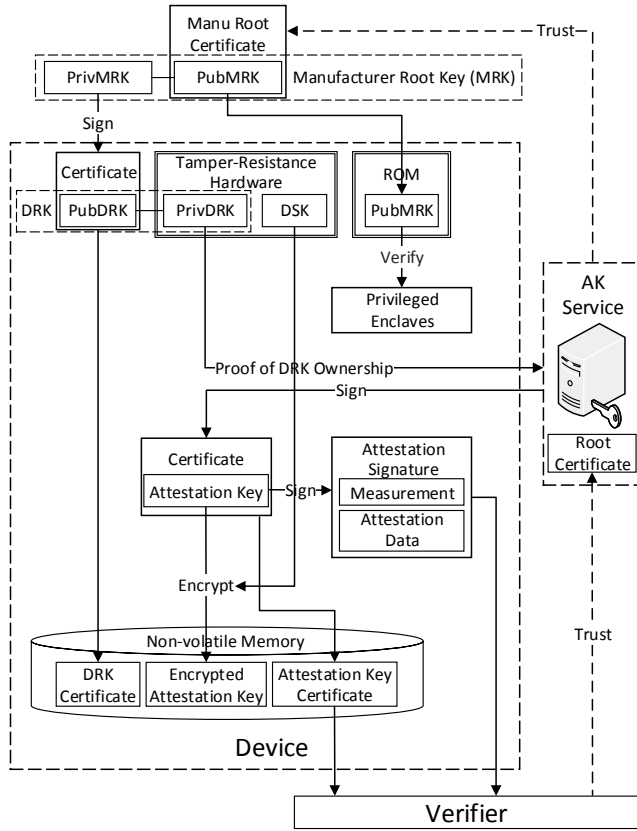 Manu Root
Certificate
Trust
PrivMRK
PubMRK
Manufacturer Root Key (MRK)
Sign
Certificate
Tamper-Resistance
Hardware
ROM
DRK
PubDRK
PrivDRK
DSK
PubMRK
Verify
Privileged
Enclaves
AK
Service
Proof of DRK Ownership
Sign
Root
Certificate
Certificate
Attestation Key
Sign
Attestation
Signature
Measurement
Attestation
Data
Encrypt
Trust
Non-volatile Memory
DRK
Certificate
Encrypted
Attestation Key
Attestation Key
Certificate
Device
Verifier